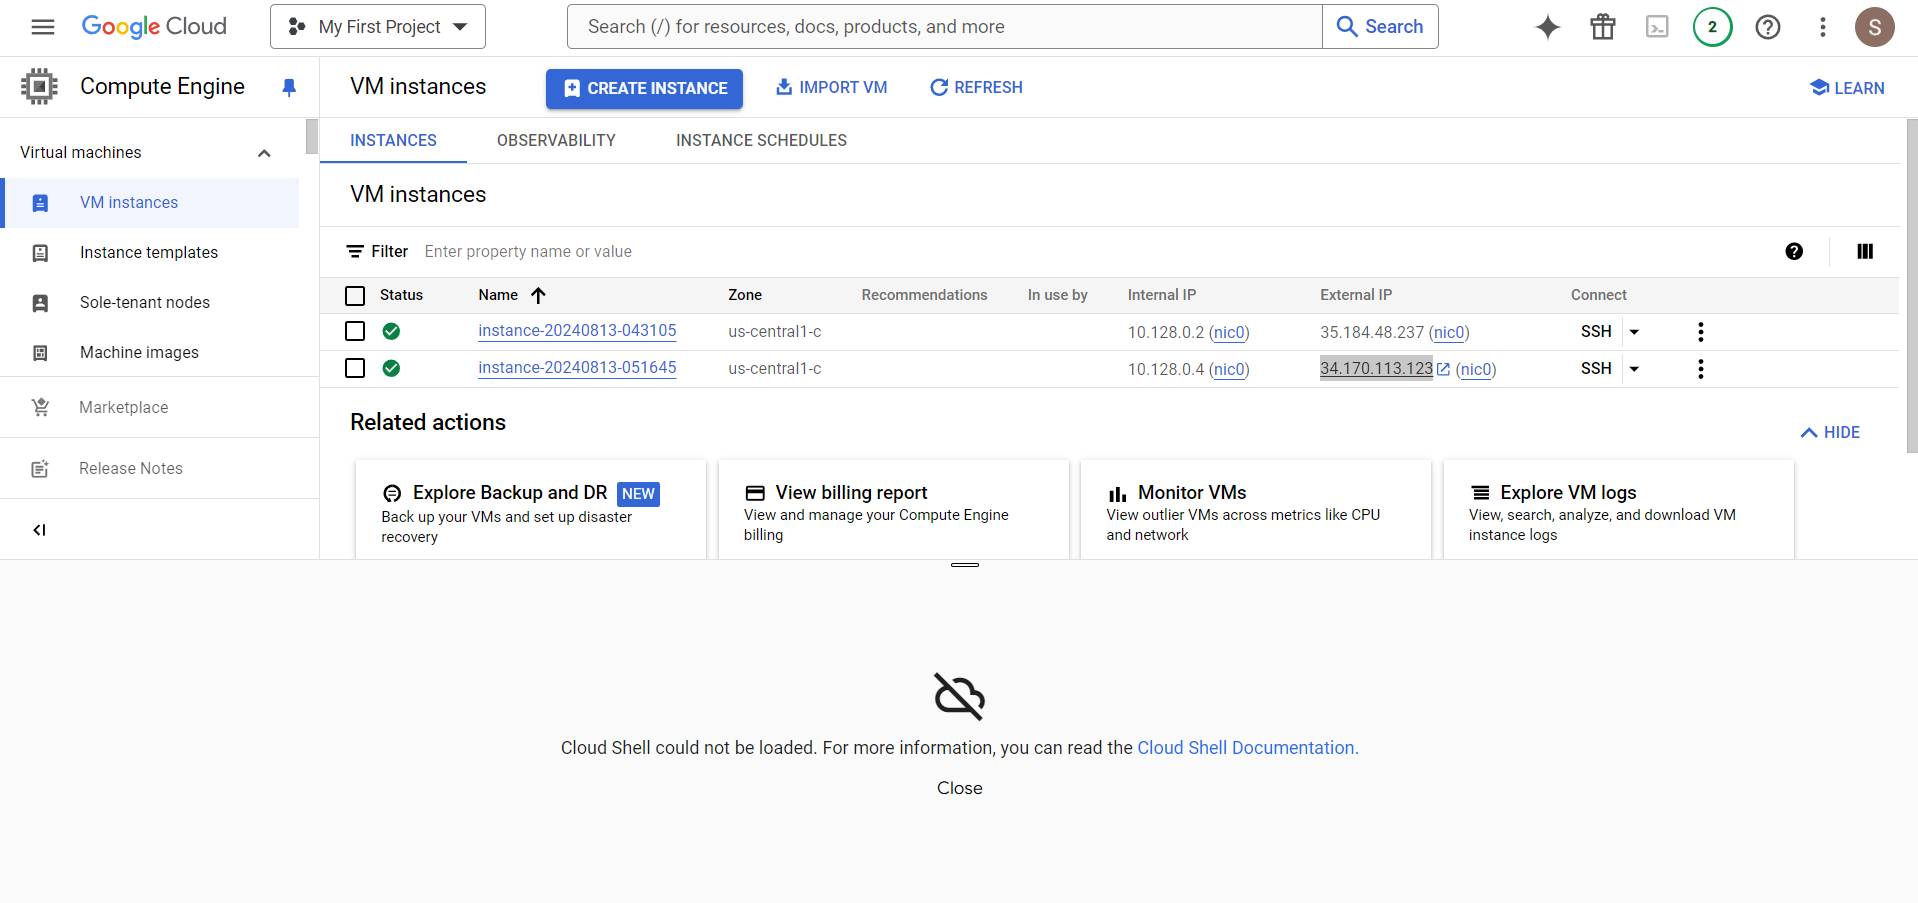 Google Cloud
My First Project
Search (/) for resources, docs, products, and more
Search
2
S
Compute Engine
VM instances
CREATE INSTANCE
IMPORT VM
REFRESH
LEARN
Virtual machines
VM instances
Instance templates
Sole-tenant nodes
Machine images
Marketplace
Release Notes
INSTANCES OBSERVABILITY INSTANCE SCHEDULES
VM instances
Filter Enter property name or value
Status Name Zone Recommendations In use by Internal IP External IP Connect
instance-20240813-043105 us-central1-c 10.128.0.2 (nic0) 35.184.48.237 (nic0) SSH
instance-20240813-051645 us-central1-c 10.128.0.4 (nic0) 34.170.113.123 (nic0) SSH
Related actions
HIDE
Explore Backup and DR NEW
Back up your VMs and set up disaster
recovery
View billing report
View and manage your Compute Engine
billing
Monitor VMs
View outlier VMs across metrics like CPU
and network
Explore VM logs
View, search, analyze, and download VM
instance logs
Cloud Shell could not be loaded. For more information, you can read the Cloud Shell Documentation.
Close